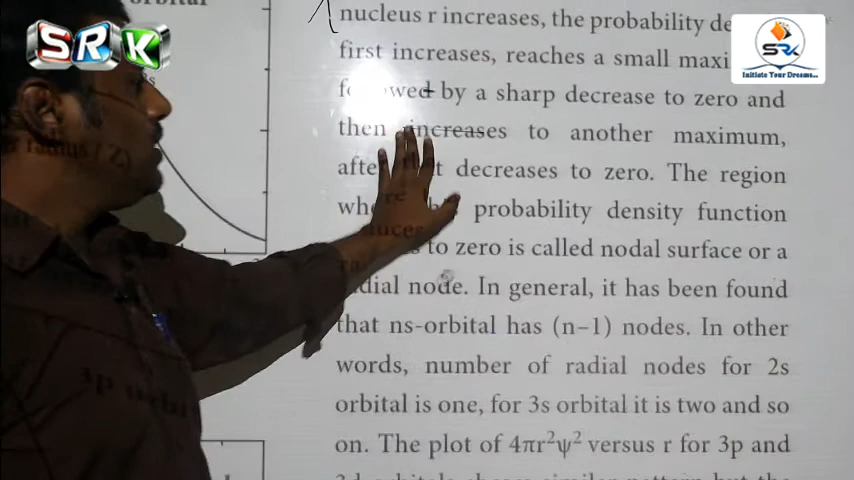 orbital
SRK
nucleus r increases, the probability
first increases, reaches a small
SRK
Initiate Your Dreams...
by a sharp decrease to zero and
then increases to another maximum,
decreases to zero. The region
probability density function
to zero is called nodal surface or a
radial node. In general, it has been found
that ns-orbital has (n−1) nodes. In other
words, number of radial nodes for 2s
orbital is one, for 3s orbital it is two and so
on. The plot of 4πr²ψ² versus r for 3p and
3p